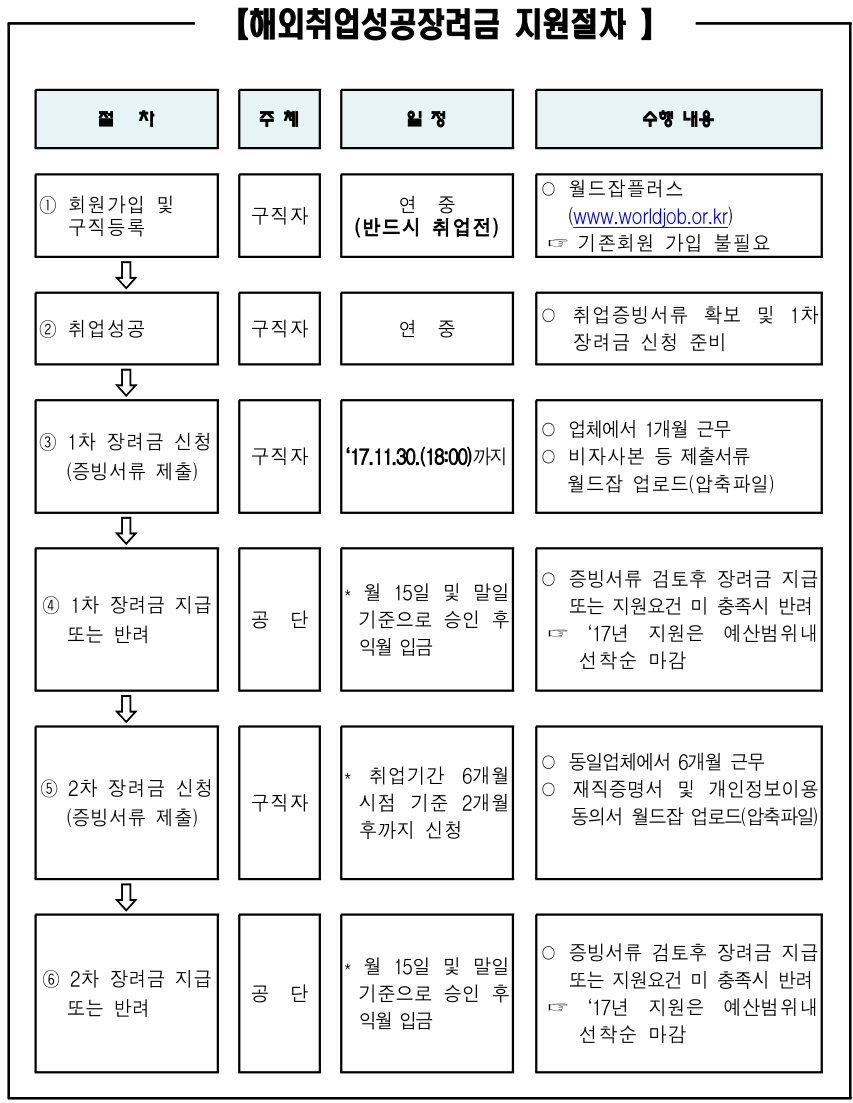 【해외취업성공장려금 지원절차 】
절 차
주 체
일 정
수행 내용
① 회원가입 및
구직등록
구직자
연 중
(반드시 취업전)
○ 월드잡플러스
(www.worldjob.or.kr)
☞ 기존회원 가입 불필요
② 취업성공
구직자
연 중
○ 취업증빙서류 확보 및 1차
장려금 신청 준비
③ 1차 장려금 신청
(증빙서류 제출)
구직자
‘17.11.30.(18:00)까지
○ 업체에서 1개월 근무
○ 비자사본 등 제출서류
월드잡 업로드(압축파일)
④ 1차 장려금 지급
또는 반려
공 단
* 월 15일 및 말일
기준으로 승인 후
익월 입금
○ 증빙서류 검토후 장려금 지급
또는 지원요건 미 충족시 반려
☞ ‘17년 지원은 예산범위내
선착순 마감
⑤ 2차 장려금 신청
(증빙서류 제출)
구직자
* 취업기간 6개월
시점 기준 2개월
후까지 신청
○ 동일업체에서 6개월 근무
○ 재직증명서 및 개인정보이용
동의서 월드잡 업로드(압축파일)
⑥ 2차 장려금 지급
또는 반려
공 단
* 월 15일 및 말일
기준으로 승인 후
익월 입금
○ 증빙서류 검토후 장려금 지급
또는 지원요건 미 충족시 반려
☞ ‘17년 지원은 예산범위내
선착순 마감